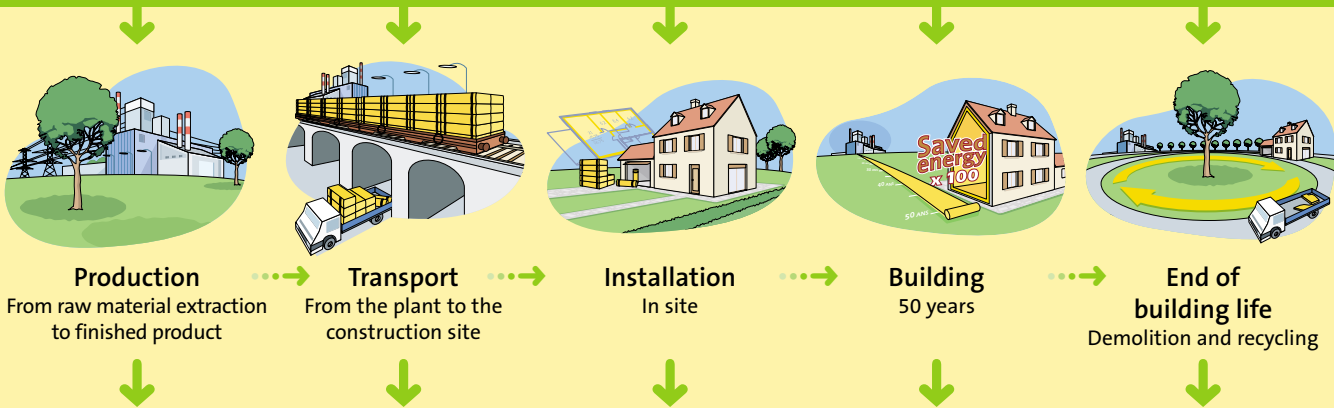 Saved
energy
x 100
50 ANS
Production
From raw material extraction
to finished product
Transport
From the plant to the
construction site
Installation
In site
Building
50 years
End of
building life
Demolition and recycling